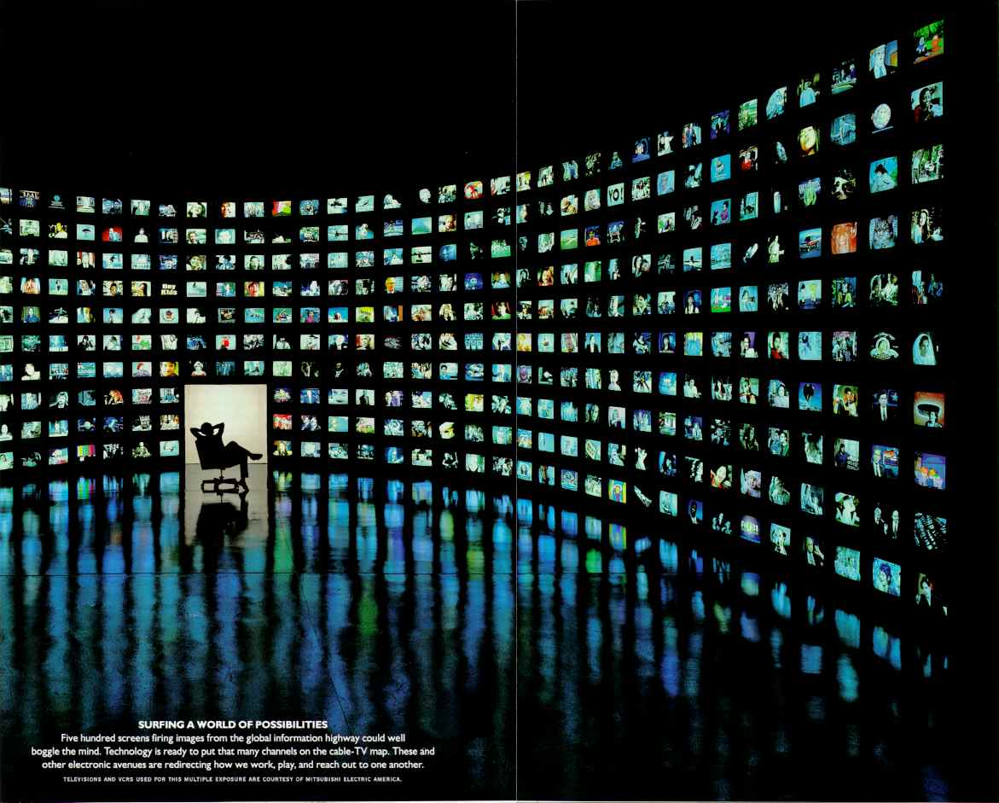 YO!
Hey
Kids
SURFING A WORLD OF POSSIBILITIES
Five hundred screens firing images from the global information highway could well
boggle the mind. Technology is ready to put that many channels on the cable-TV map. These and
other electronic avenues are redirecting how we work, play, and reach out to one another.
TELEVISIONS AND VCRS USED FOR THIS MULTIPLE EXPOSURE ARE COURTESY OF MITSUBISHI ELECTRIC AMERICA.